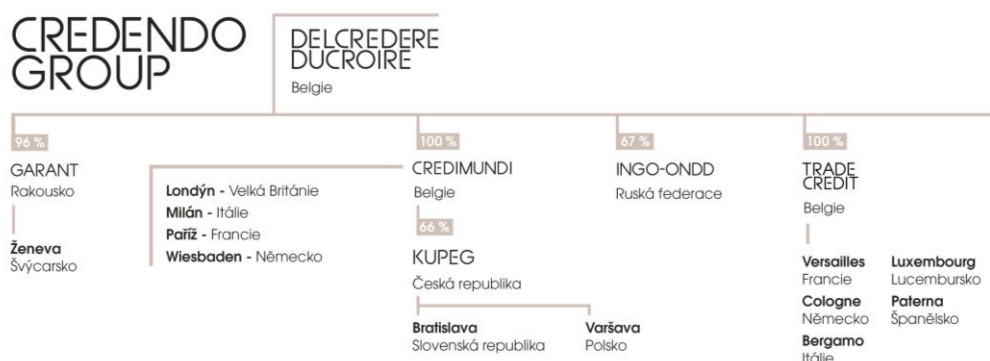 CREDENDO
GROUP
DELCREDERE
DUCROIRE
Belgie
96 %
GARANT
Rakousko
Ženeva
Švýcarsko
Londýn - Velká Británie
Milán - Itálie
Paříž - Francie
Wiesbaden - Německo
100 %
CREDIMUNDI
Belgie
66 %
KUPEG
Česká republika
Bratislava
Slovenská republika
Varšava
Polsko
67 %
INGO-ONDD
Ruská federace
100 %
TRADE
CREDIT
Belgie
Versailles
Francie
Cologne
Německo
Bergamo
Itálie
Luxembourg
Lucembursko
Paterna
Španělsko